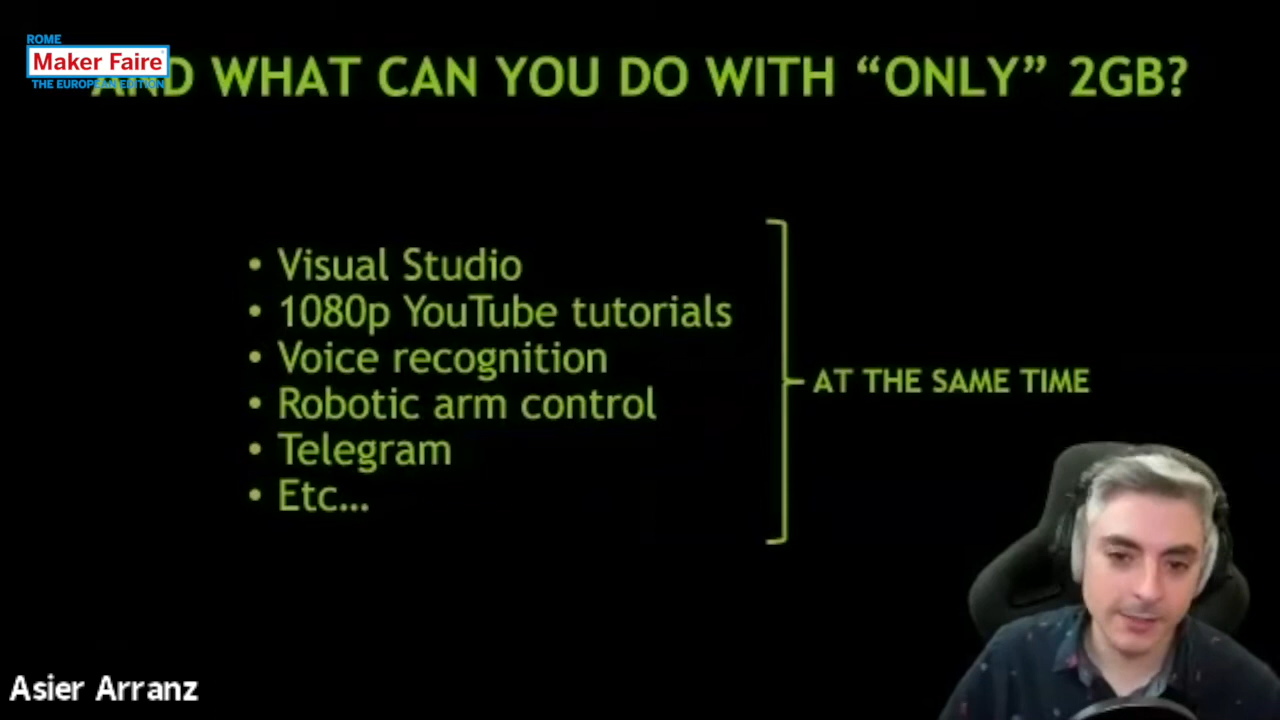 ROME
Maker Faire
THE EUROPEAN EDITION
AND WHAT CAN YOU DO WITH “ONLY” 2GB?
• Visual Studio
• 1080p YouTube tutorials
• Voice recognition
• Robotic arm control
• Telegram
• Etc…
AT THE SAME TIME
Asier Arranz